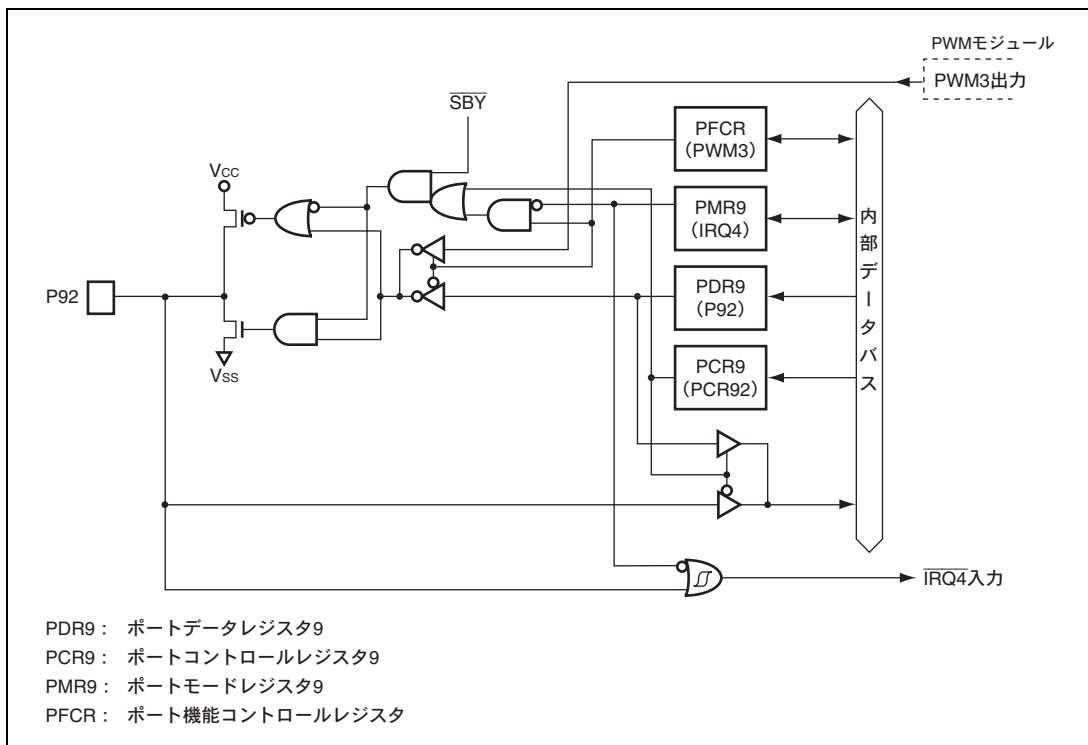 PWMモジュール
PWM3出力
SBY
PFCR
(PWM3)
VCC
PMR9
(IRQ4)
内部データバス
P92
PDR9
(P92)
VSS
PCR9
(PCR92)
IRQ4入力
PDR9： ポートデータレジスタ9
PCR9： ポートコントロールレジスタ9
PMR9： ポートモードレジスタ9
PFCR： ポート機能コントロールレジスタ